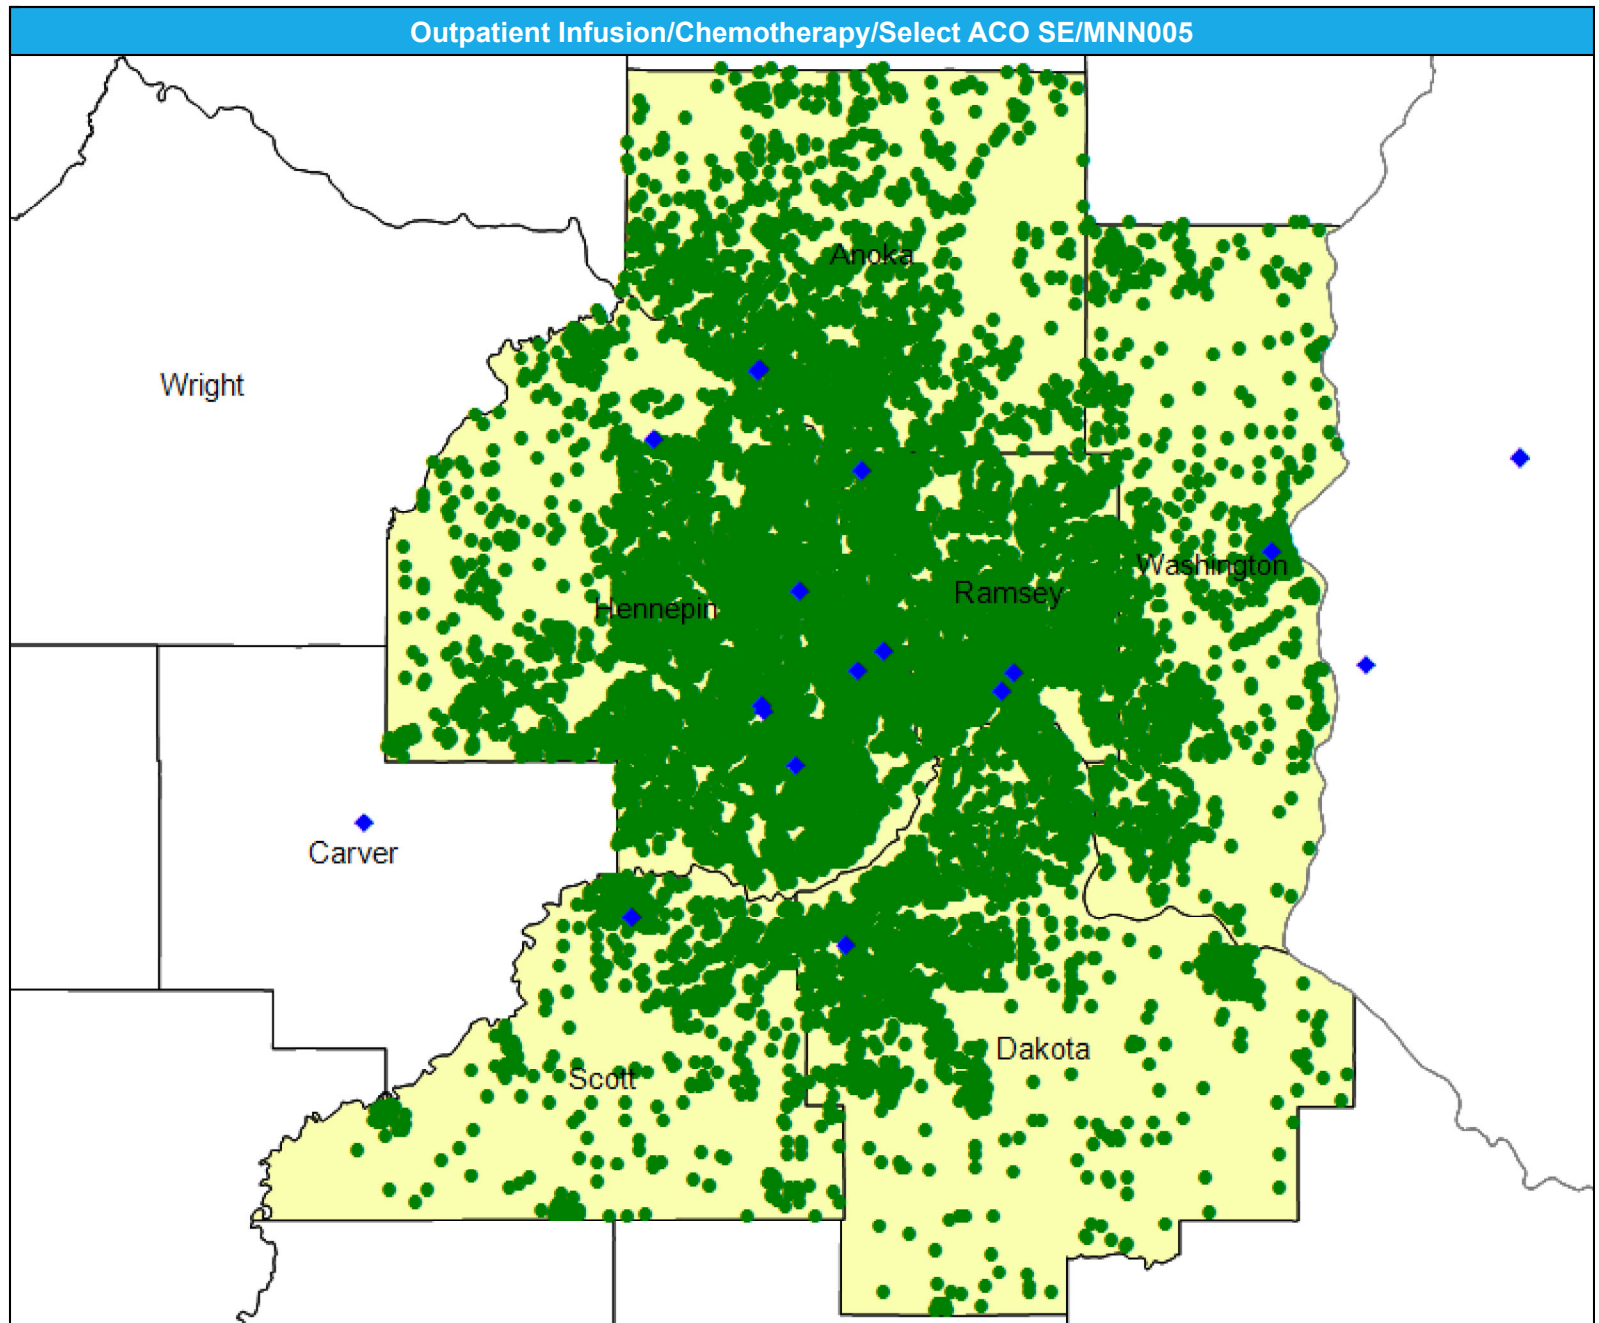 Outpatient Infusion/Chemotherapy/Select ACO SE/MNN005
Anoka
Wright
Washington
Ramsey
Hennepin
Carver
Dakota
Scott